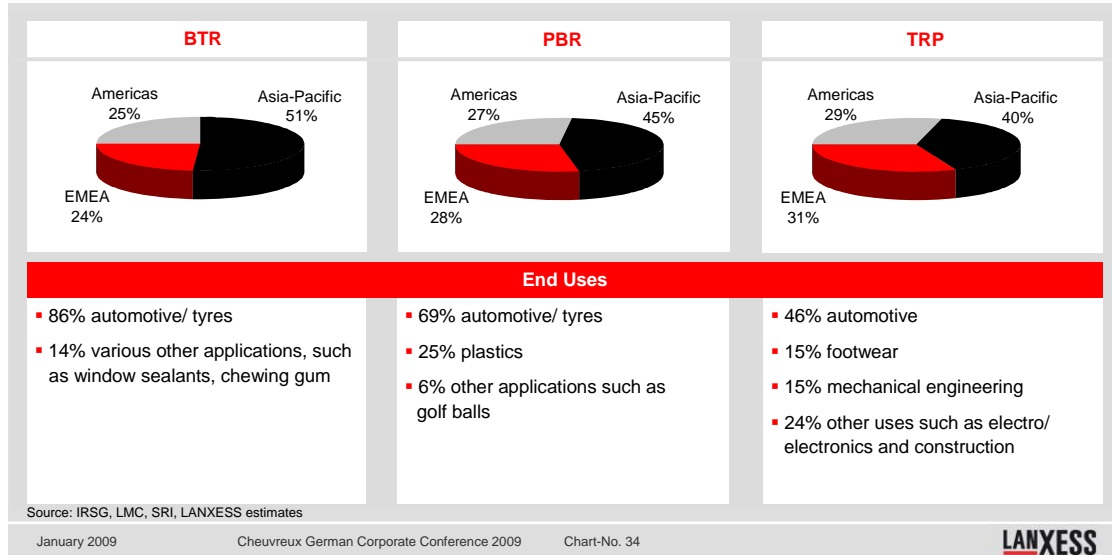 BTR
PBR
TRP
Americas
25%
Asia-Pacific
51%
EMEA
24%
Americas
27%
Asia-Pacific
45%
EMEA
28%
Americas
29%
Asia-Pacific
40%
EMEA
31%
End Uses
▪ 86% automotive/ tyres
▪ 14% various other applications, such
as window sealants, chewing gum
▪ 69% automotive/ tyres
▪ 25% plastics
▪ 6% other applications such as
golf balls
▪ 46% automotive
▪ 15% footwear
▪ 15% mechanical engineering
▪ 24% other uses such as electro/
electronics and construction
Source: IRSG, LMC, SRI, LANXESS estimates
January 2009 Cheuvreux German Corporate Conference 2009 Chart-No. 34
LANXESS